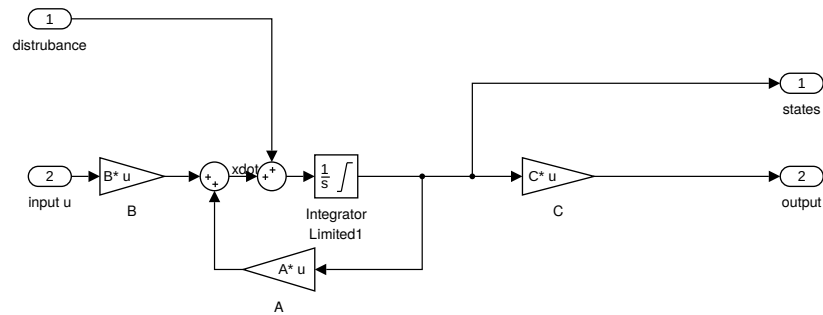 1
distrubance
1
states
2
input u
B* u
B
+
+
xdot
+
+
1
s
Integrator
Limited1
C* u
C
2
output
A* u
A